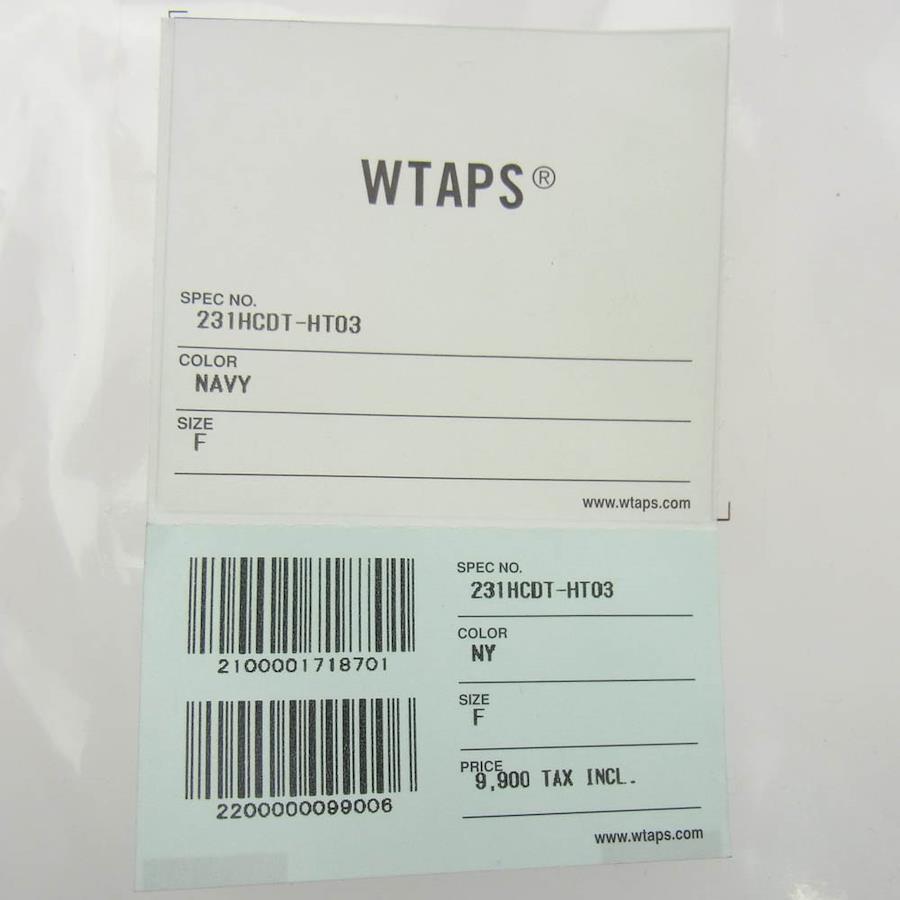 WTAPS®
SPEC NO.
231HCDT-HT03
COLOR
NAVY
SIZE
F
www.wtaps.com
2100001718701
2200000099006
SPEC NO.
231HCDT-HT03
COLOR
NY
SIZE
F
PRICE
9,900 TAX INCL.
www.wtaps.com